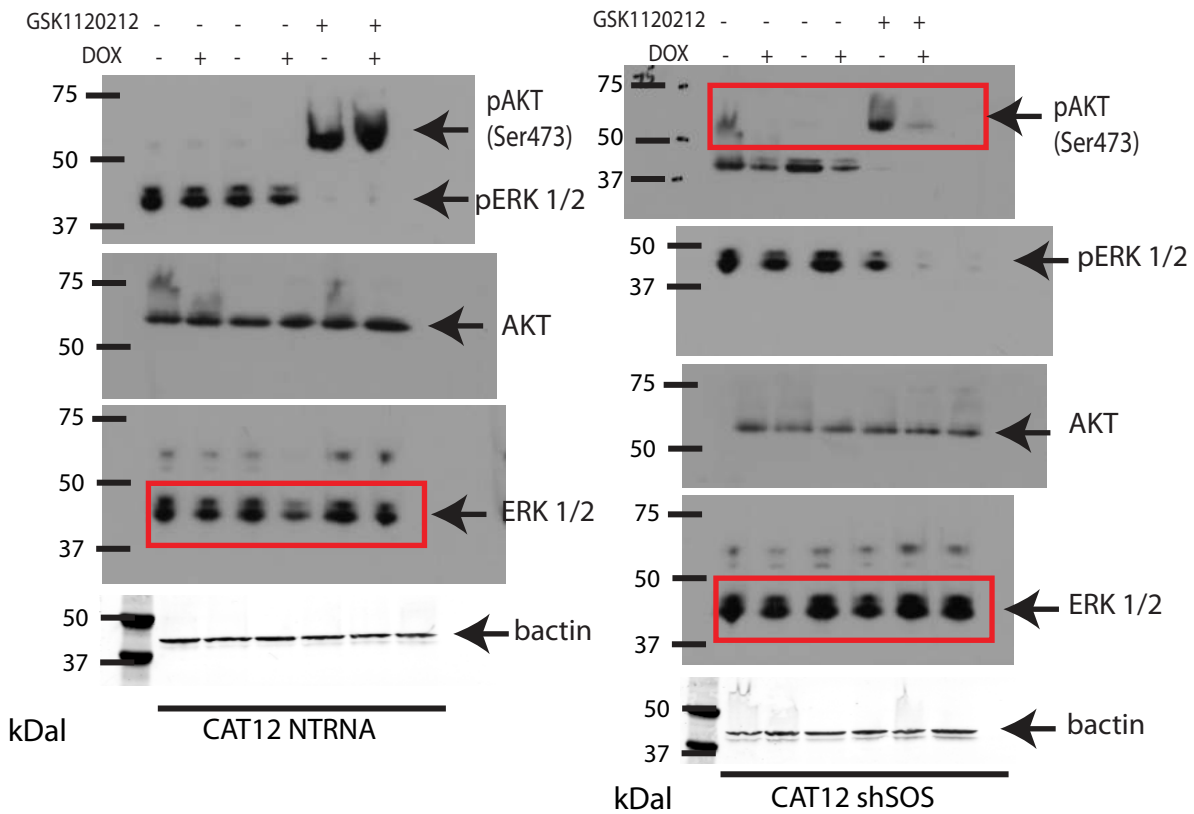 GSK1120212 - - - - + +
DOX - + - + - +
75
50
37
pAKT
(Ser473)
pERK 1/2
75
50
AKT
75
50
37
ERK 1/2
50
37
bactin
kDal
CAT12 NTRNA
GSK1120212 - - - - + +
DOX - + - + - +
75
75
50
37
pAKT
(Ser473)
50
37
pERK 1/2
75
50
AKT
75
50
37
ERK 1/2
50
37
bactin
kDal
CAT12 shSOS